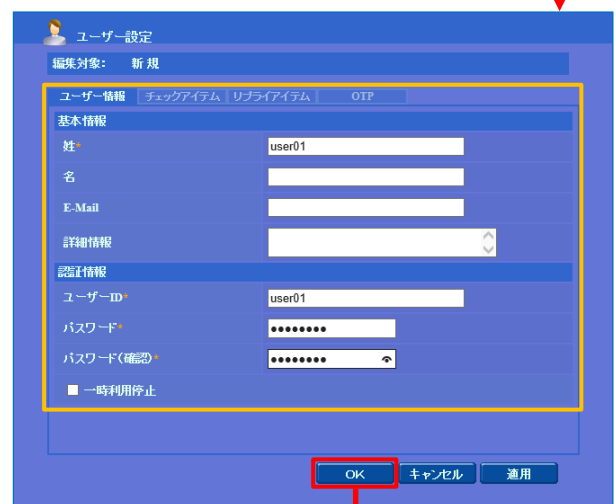 ユーザー設定
編集対象： 新規
ユーザー情報 チェックアイテム リプライアイテム OTP
基本情報
姓* user01
名
E-Mail
詳細情報
認証情報
ユーザーID* user01
パスワード* ●●●●●●●●
パスワード(確認)* ●●●●●●●●
一時利用停止
OK キャンセル 適用